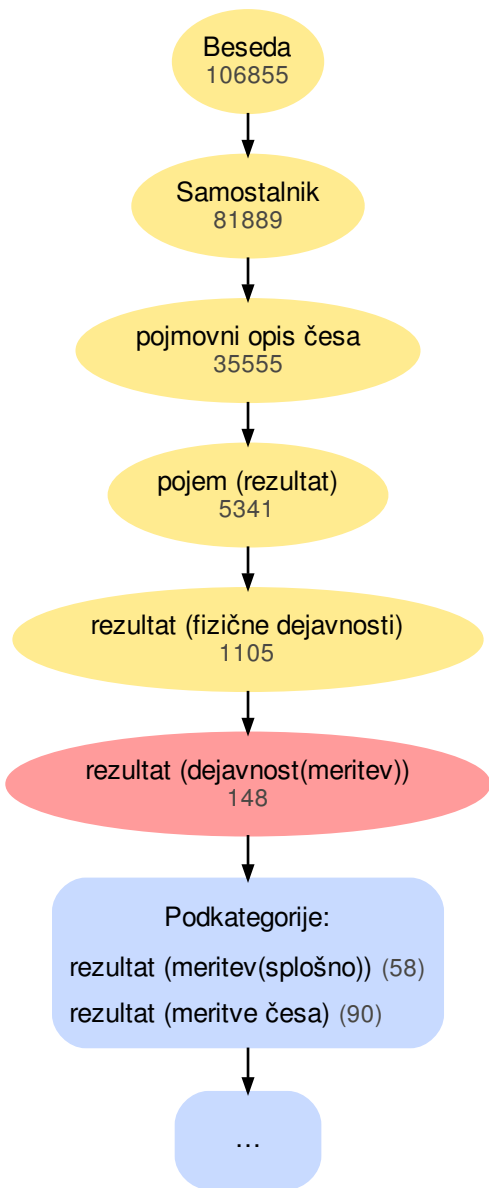 Beseda
106855
Samostalnik
81889
pojmovni opis česa
35555
pojem (rezultat)
5341
rezultat (fizične dejavnosti)
1105
rezultat (dejavnost(meritev))
148
Podkategorije:
rezultat (meritev(splošno)) (58)
rezultat (meritve česa) (90)
...